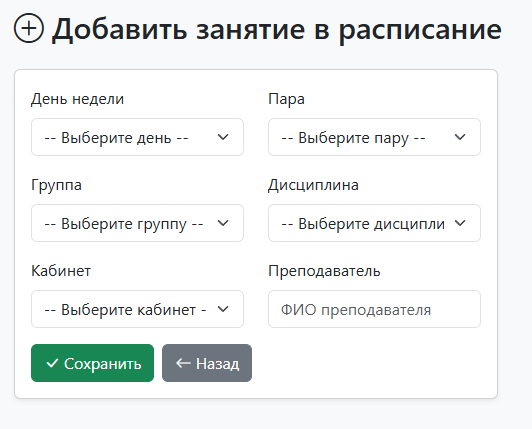 Добавить занятие в расписание
День недели
Пара
-- Выберите день --
-- Выберите пару --
Группа
Дисциплина
-- Выберите группу --
-- Выберите дисципли
Кабинет
Преподаватель
-- Выберите кабинет -
ФИО преподавателя
Сохранить
← Назад